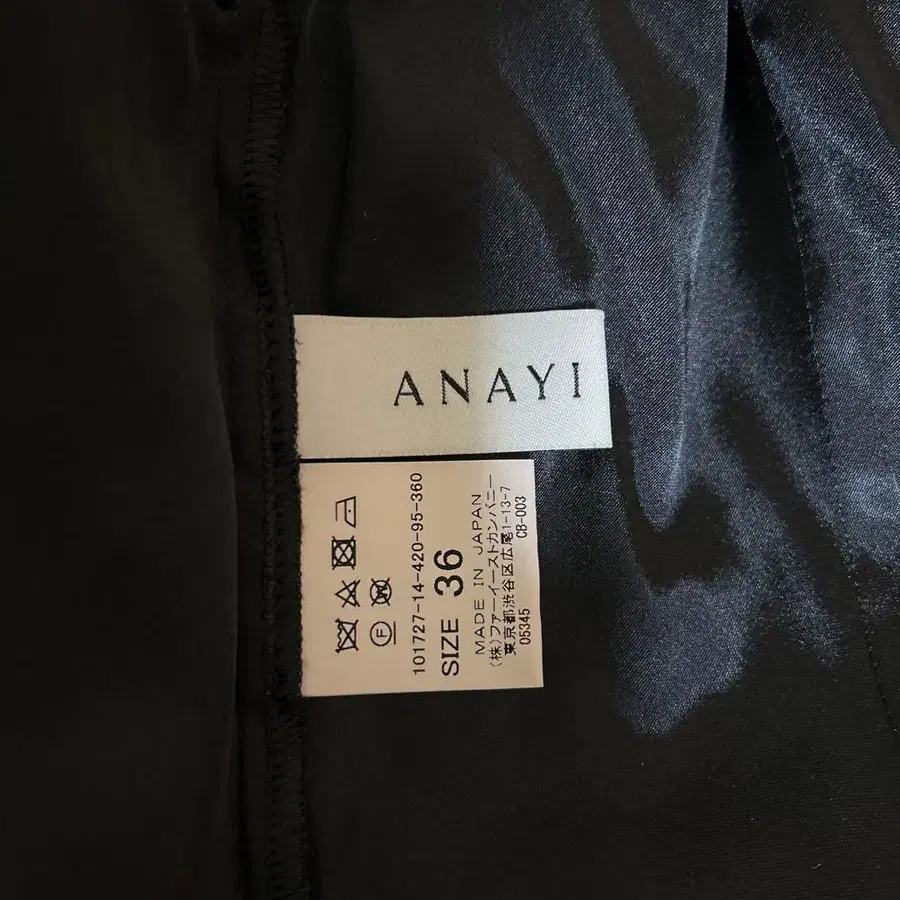 ANAYI
F
W
101727-14-420-95-360
SIZE 36
MADE IN JAPAN
(株)ファーイーストカンパニー
東京都渋谷区広尾1-13-7
05345 CB-003